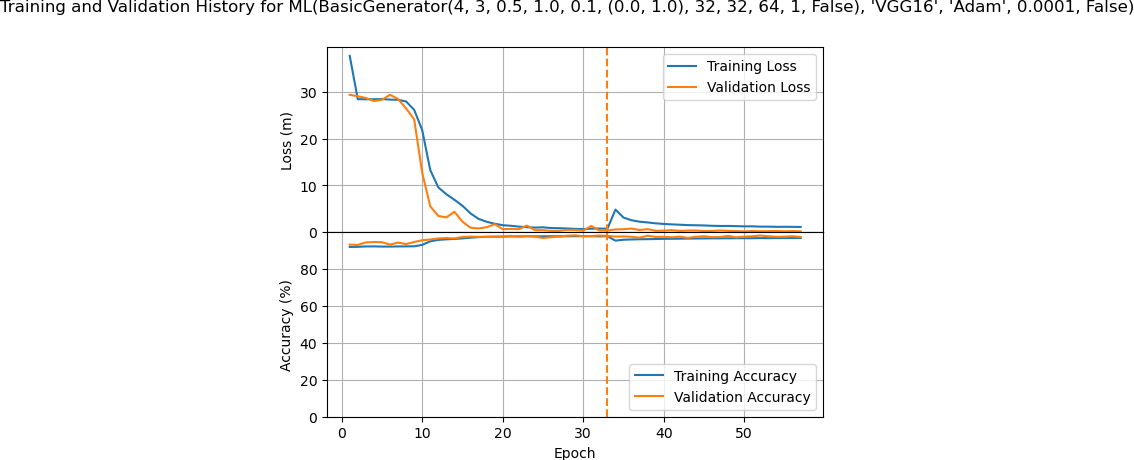 Training and Validation History for ML(BasicGenerator(4, 3, 0.5, 1.0, 0.1, (0.0, 1.0), 32, 32, 64, 1, False), 'VGG16', 'Adam', 0.0001, False)
Training Loss
Validation Loss
Loss (m)
30
20
10
0
80
60
40
20
0
Accuracy (%)
Training Accuracy
Validation Accuracy
0 10 20 30 40 50
Epoch